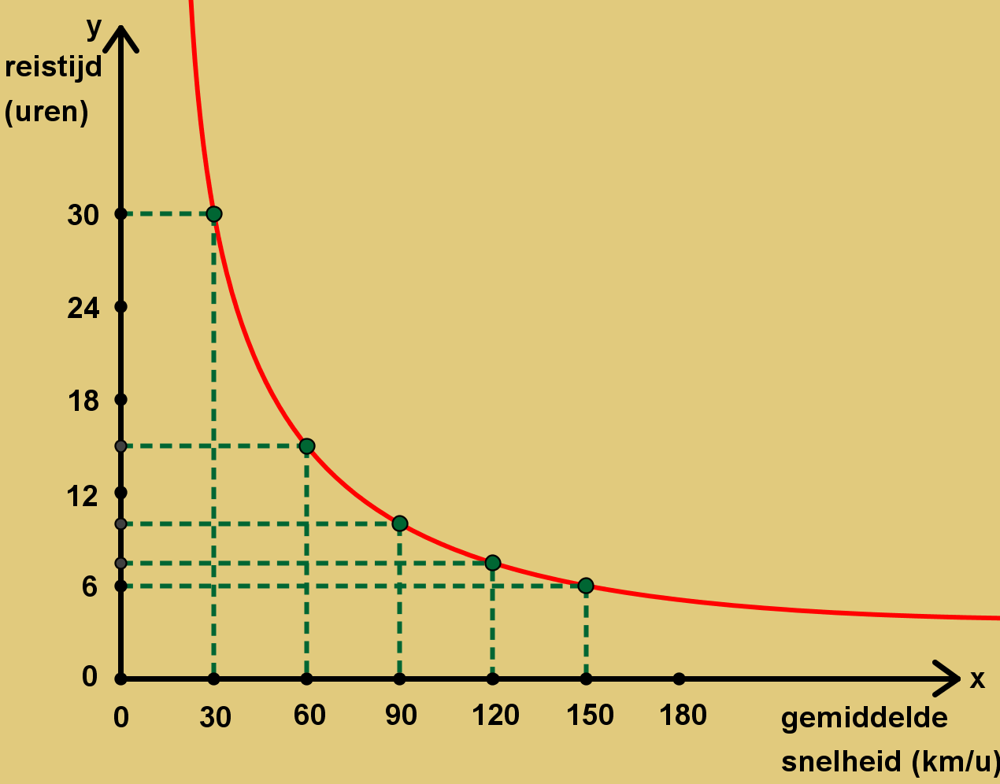 y
reistijd
(uren)
30
24
18
12
6
0
0 30 60 90 120 150 180
x
gemiddelde
snelheid (km/u)